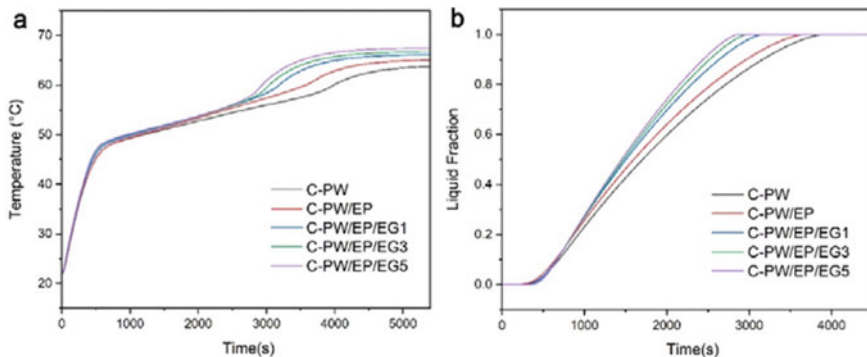 a
70
60
50
40
30
20
Temperature (°C)
C-PW
C-PW/EP
C-PW/EP/EG1
C-PW/EP/EG3
C-PW/EP/EG5
0
1000
2000
3000
4000
5000
Time(s)
b
1.0
0.8
0.6
0.4
0.2
0.0
Liquid Fraction
C-PW
C-PW/EP
C-PW/EP/EG1
C-PW/EP/EG3
C-PW/EP/EG5
0
1000
2000
3000
4000
Time(s)